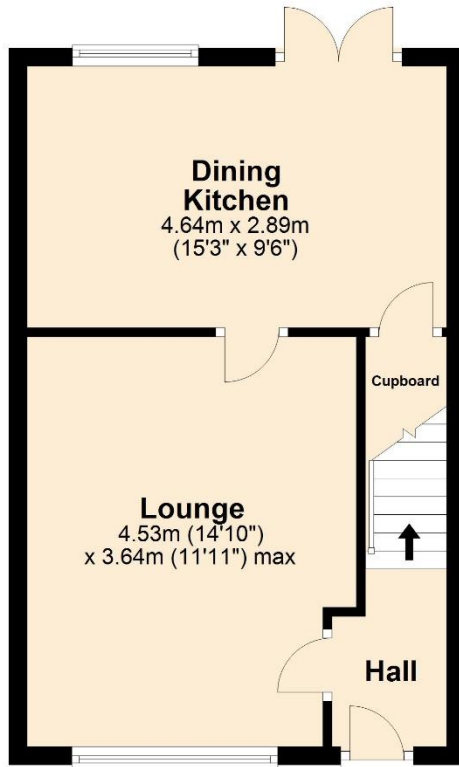 Dining
Kitchen
4.64m x 2.89m
(15'3" x 9'6")
Cupboard
Lounge
4.53m (14'10")
x 3.64m (11'11") max
Hall